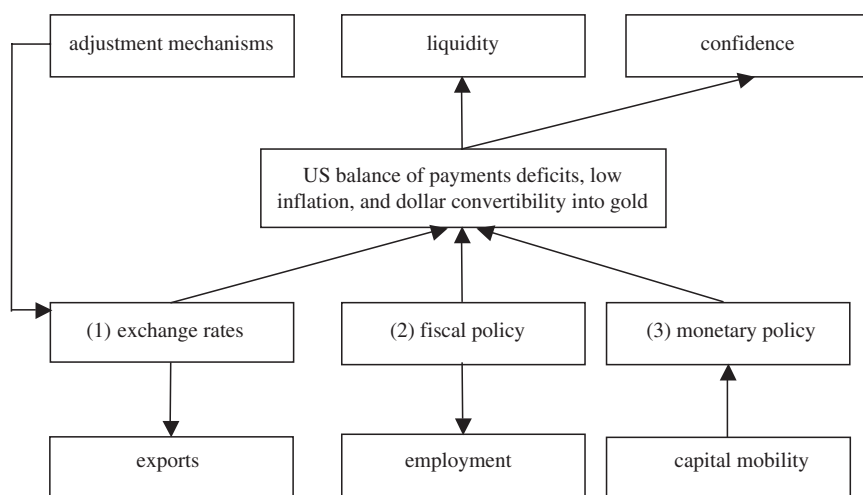 adjustment mechanisms
liquidity
confidence
US balance of payments deficits, low
inflation, and dollar convertibility into gold
(1) exchange rates
(2) fiscal policy
(3) monetary policy
exports
employment
capital mobility